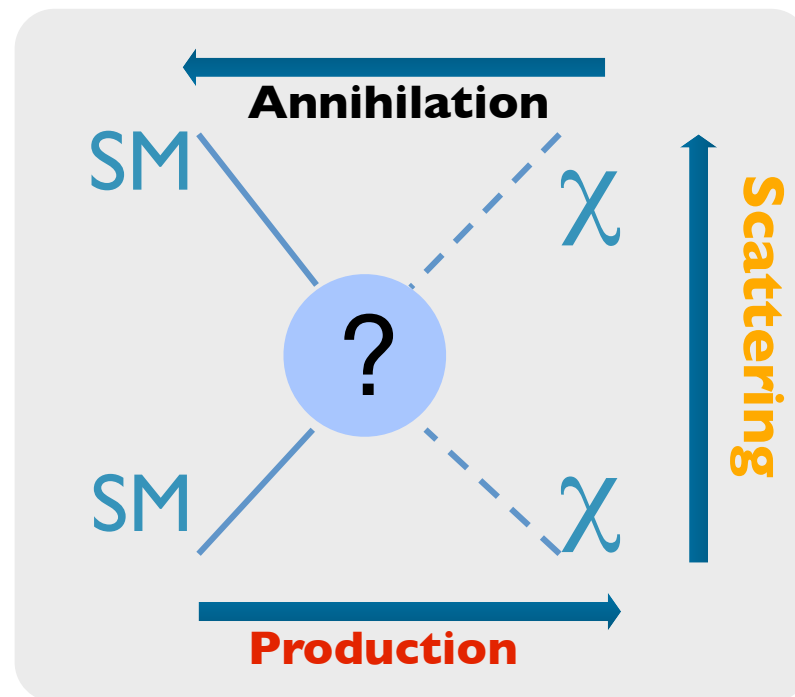 Annihilation
SM
χ
Scattering
?
SM
χ
Production